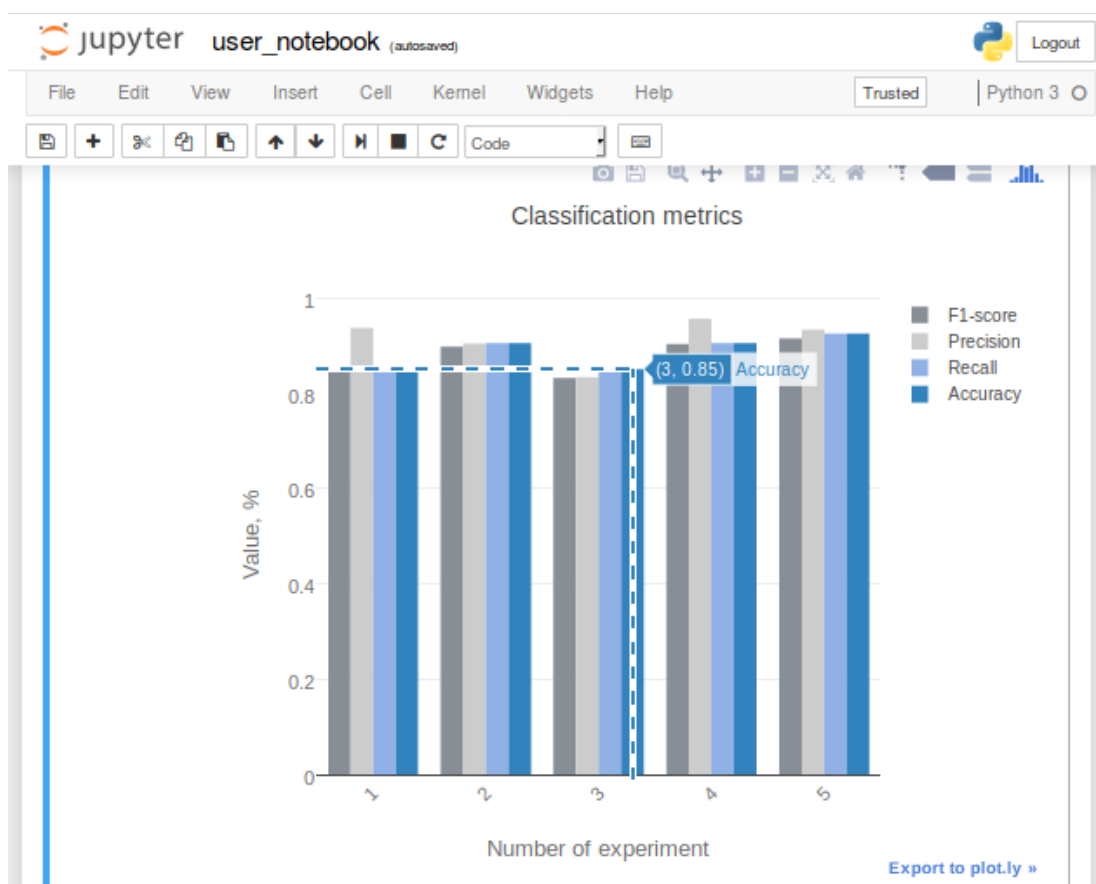 jupyter user_notebook (autosaved) Logout
File Edit View Insert Cell Kernel Widgets Help Trusted Python 3
Code
Classification metrics
1
0.8
0.6
0.4
0.2
0
Value, %
(3, 0.85) Accuracy
F1-score
Precision
Recall
Accuracy
1 2 3 4 5
Number of experiment
Export to plot.ly »